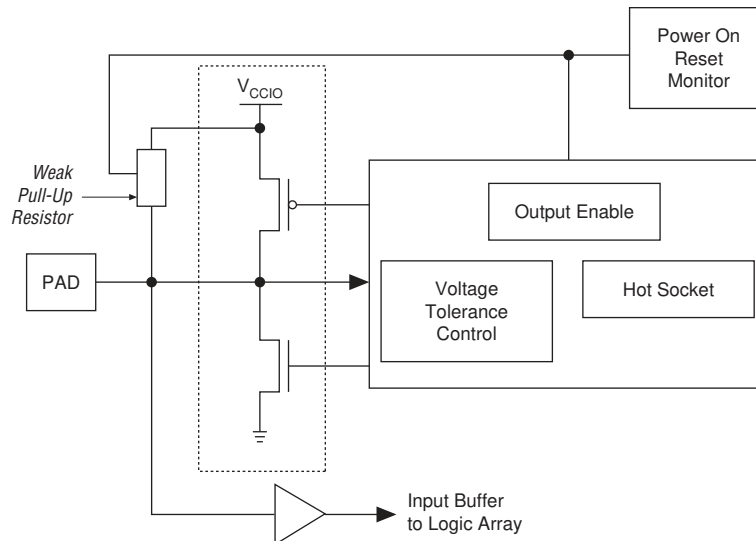 Power On
Reset
Monitor
V_CCIO
Weak
Pull-Up
Resistor
Output Enable
PAD
Voltage
Tolerance
Control
Hot Socket
Input Buffer
to Logic Array